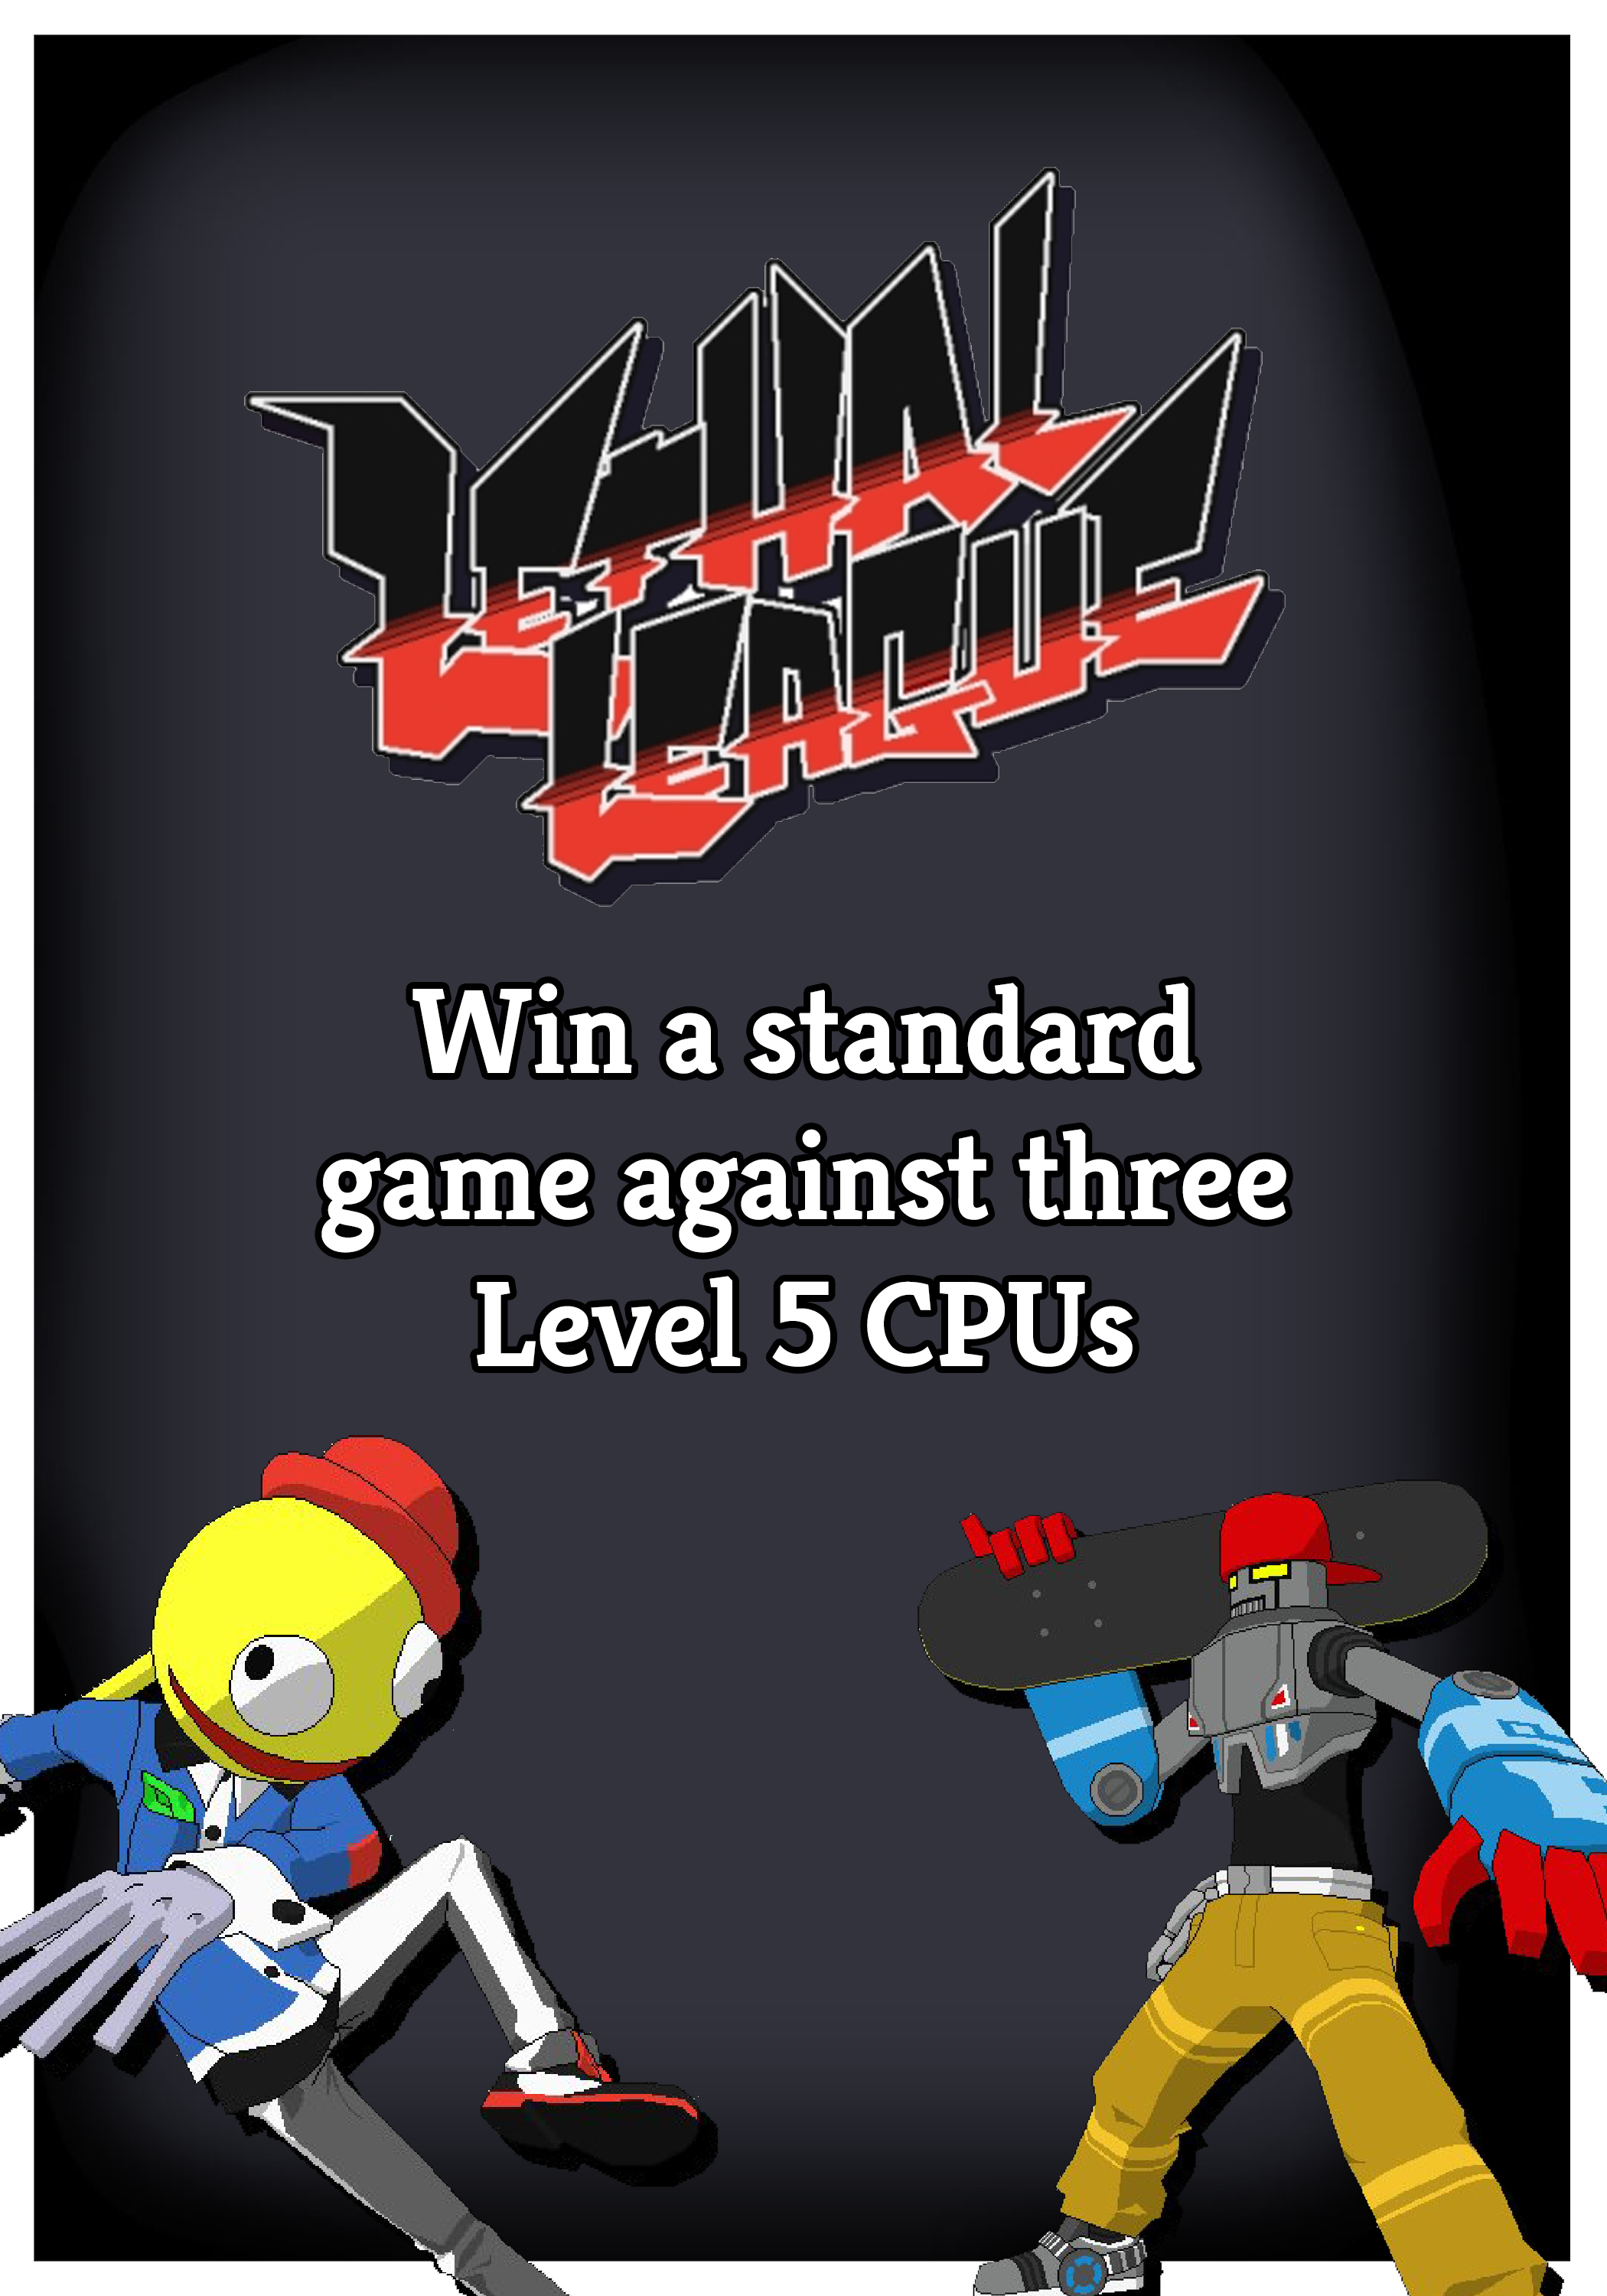 LETHAL
LEAGUE
Win a standard
game against three
Level 5 CPUs